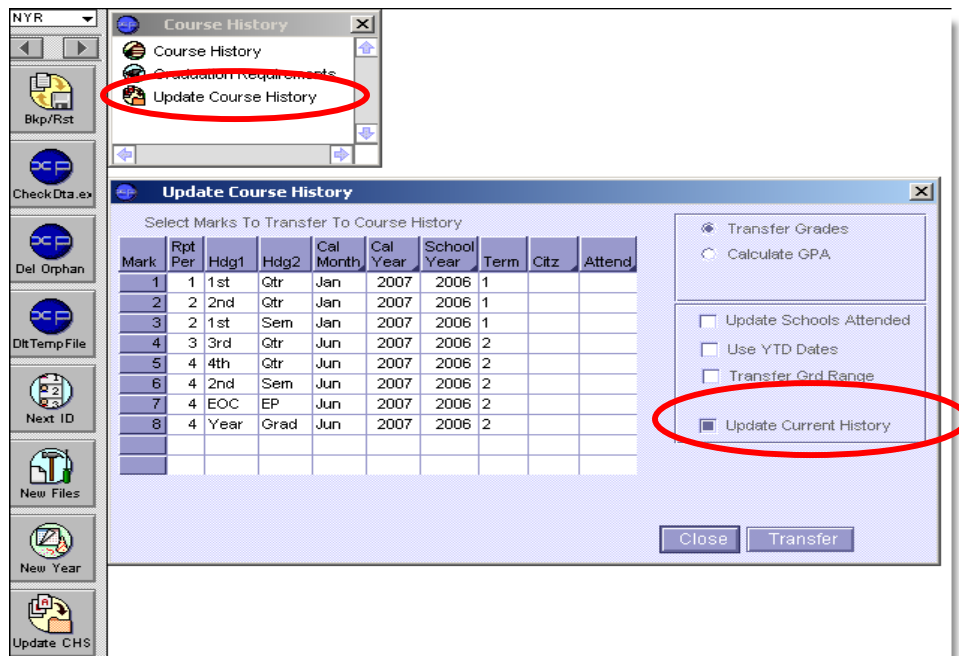 NYR
Bkp/Rst
CheckDta.ex
Del Orphan
DltTempFile
Next ID
New Files
New Year
Update CHS
Course History
Course History
Graduation Requirements
Update Course History
Update Course History
Select Marks To Transfer To Course History
Mark Rpt Per Hdg1 Hdg2 Cal Month Cal Year School Year Term Citz Attend
1 1 1st Qtr Jan 2007 2006 1
2 2 2nd Qtr Jan 2007 2006 1
3 2 1st Sem Jan 2007 2006 1
4 3 3rd Qtr Jun 2007 2006 2
5 4 4th Qtr Jun 2007 2006 2
6 4 2nd Sem Jun 2007 2006 2
7 4 EOC EP Jun 2007 2006 2
8 4 Year Grad Jun 2007 2006 2
Transfer Grades
Calculate GPA
Update Schools Attended
Use YTD Dates
Transfer Grd Range
Update Current History
Close Transfer